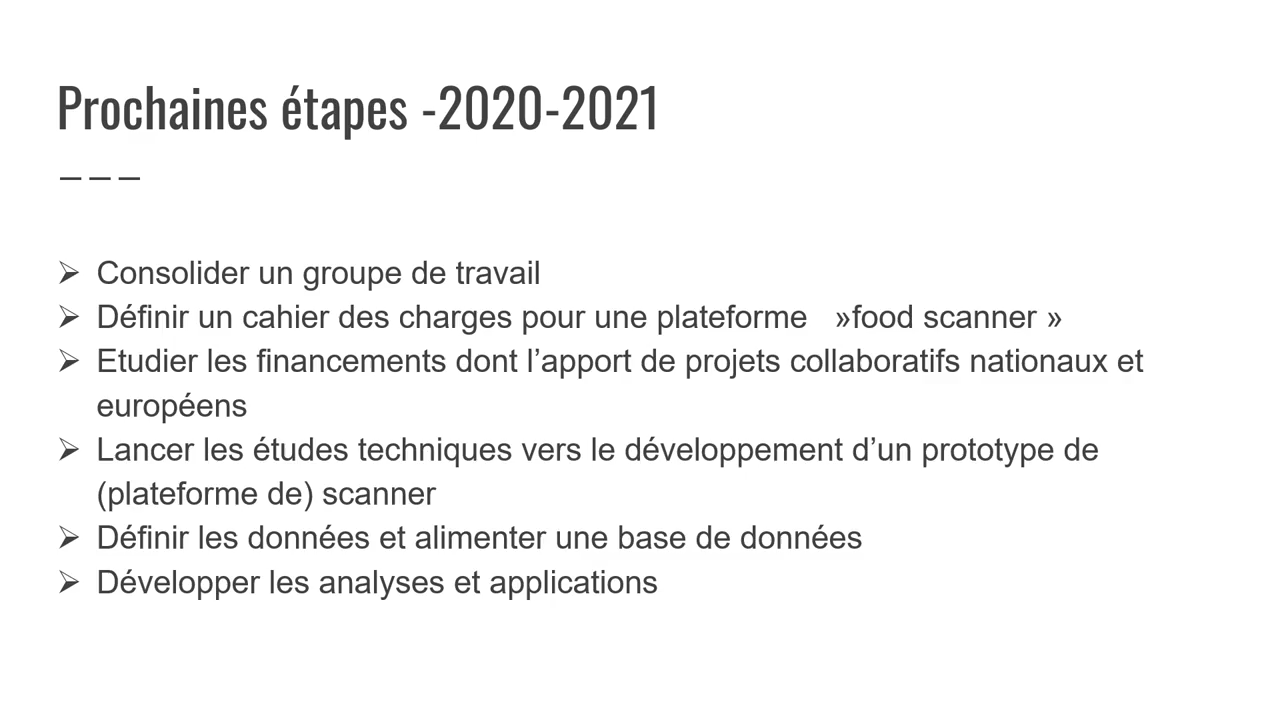 Prochaines étapes -2020-2021
➢ Consolider un groupe de travail
➢ Définir un cahier des charges pour une plateforme »food scanner »
➢ Etudier les financements dont l’apport de projets collaboratifs nationaux et
européens
➢ Lancer les études techniques vers le développement d’un prototype de
(plateforme de) scanner
➢ Définir les données et alimenter une base de données
➢ Développer les analyses et applications